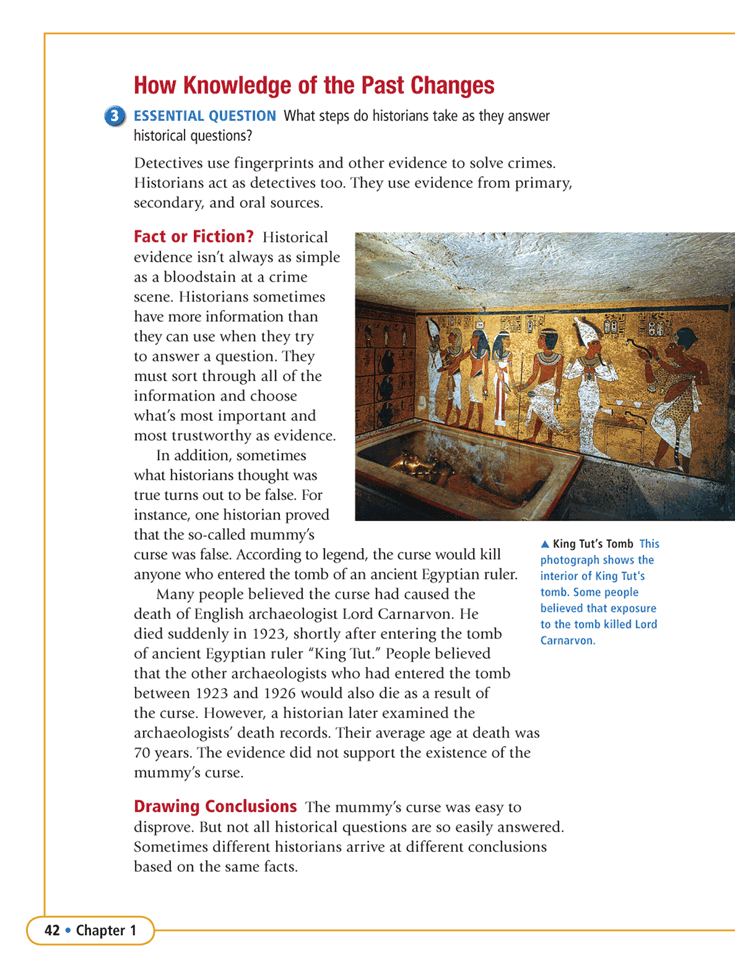 How Knowledge of the Past Changes
3 ESSENTIAL QUESTION What steps do historians take as they answer
historical questions?
Detectives use fingerprints and other evidence to solve crimes.
Historians act as detectives too. They use evidence from primary,
secondary, and oral sources.
Fact or Fiction? Historical
evidence isn’t always as simple
as a bloodstain at a crime
scene. Historians sometimes
have more information than
they can use when they try
to answer a question. They
must sort through all of the
information and choose
what’s most important and
most trustworthy as evidence.
In addition, sometimes
what historians thought was
true turns out to be false. For
instance, one historian proved
that the so-called mummy’s
curse was false. According to legend, the curse would kill
anyone who entered the tomb of an ancient Egyptian ruler.
Many people believed the curse had caused the
death of English archaeologist Lord Carnarvon. He
died suddenly in 1923, shortly after entering the tomb
of ancient Egyptian ruler “King Tut.” People believed
that the other archaeologists who had entered the tomb
between 1923 and 1926 would also die as a result of
the curse. However, a historian later examined the
archaeologists’ death records. Their average age at death was
70 years. The evidence did not support the existence of the
mummy’s curse.
▲ King Tut’s Tomb This
photograph shows the
interior of King Tut’s
tomb. Some people
believed that exposure
to the tomb killed Lord
Carnarvon.
Drawing Conclusions The mummy’s curse was easy to
disprove. But not all historical questions are so easily answered.
Sometimes different historians arrive at different conclusions
based on the same facts.
42 • Chapter 1